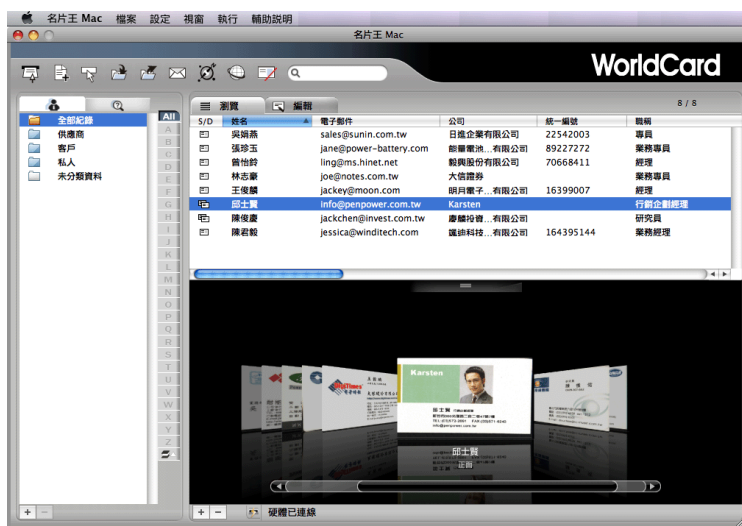 名片王 Mac 檔案 設定 視窗 執行 輔助說明
名片王 Mac
WorldCard
瀏覽 編輯 8 / 8
全部紀錄
供應商
客戶
私人
未分類資料
All
A
B
C
D
E
F
G
H
I
J
K
L
M
N
O
P
Q
R
S
T
U
V
W
X
Y
Z
S/D 姓名 電子郵件 公司 統一編號 職稱
吳娟燕 sales@sunin.com.tw 日進企業有限公司 22542003 專員
張珍玉 jane@power-battery.com 能量電池...有限公司 89227272 業務專員
曾怡鈴 ling@ms.hinet.net 毅興股份有限公司 70668411 經理
林志豪 joe@notes.com.tw 大信證券 業務專員
王俊麟 jackey@moon.com 明月電子...有限公司 16399007 經理
邱士賢 info@penpower.com.tw Karsten 行銷企劃經理
陳俊慶 jackchen@invest.com.tw 慶麟投資...有限公司 研究員
陳君毅 jessica@winditech.com 颯迪科技...有限公司 164395144 業務經理
Karsten
邱士賢
邱士賢
正面
+ -
+ - 硬體已連線